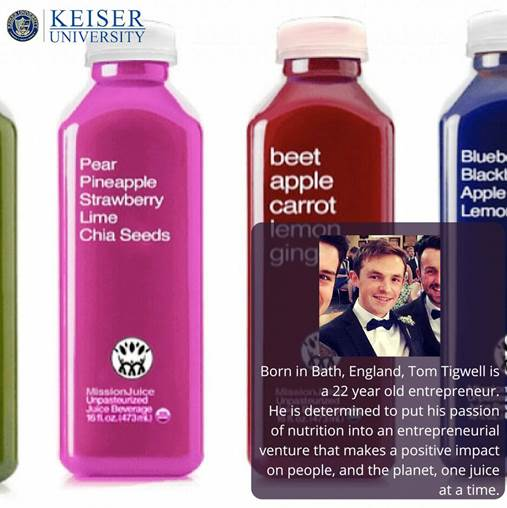 KEISER
UNIVERSITY
Pear
Pineapple
Strawberry
Lime
Chia Seeds
MissionJuice
Unpasteurized
Juice Beverage
16 fl.oz.(473mL)
beet
apple
carrot
lemon
ging
Blueb
Black
Apple
Lemo
Born in Bath, England, Tom Tigwell is
a 22 year old entrepreneur.
He is determined to put his passion
of nutrition into an entrepreneurial
venture that makes a positive impact
on people, and the planet, one juice
at a time.